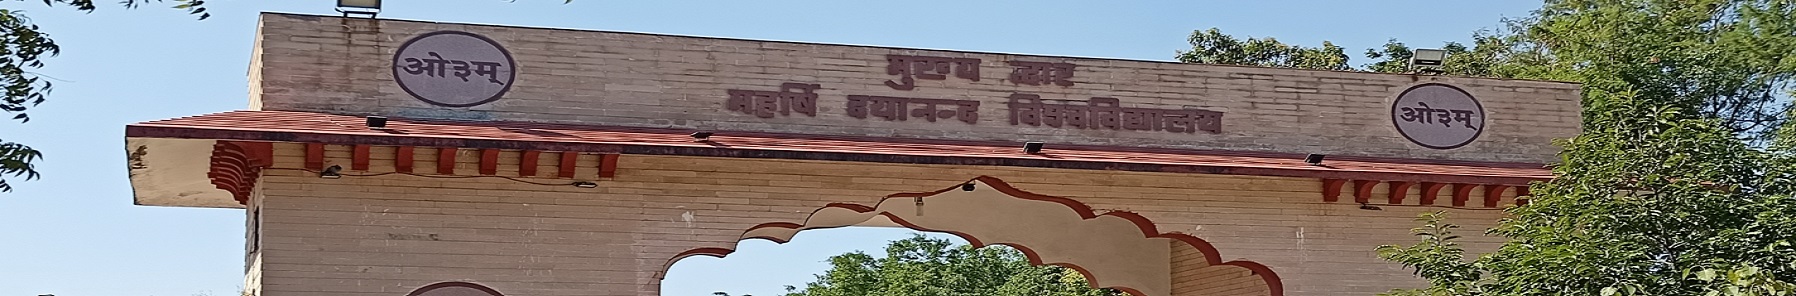 ओ३म्
मुख्य द्वार
महर्षि दयानन्द विश्वविद्यालय
ओ३म्